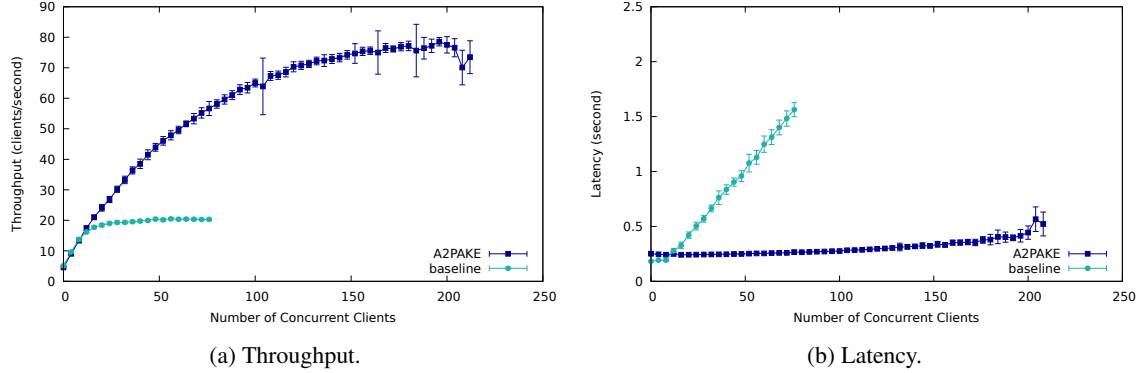 90
80
70
60
50
40
30
20
10
0
0
50
100
150
200
250
Throughput (clients/second)
Number of Concurrent Clients
A2PAKE
baseline
(a) Throughput.
2.5
2
1.5
1
0.5
0
0
50
100
150
200
250
Latency (second)
Number of Concurrent Clients
A2PAKE
baseline
(b) Latency.